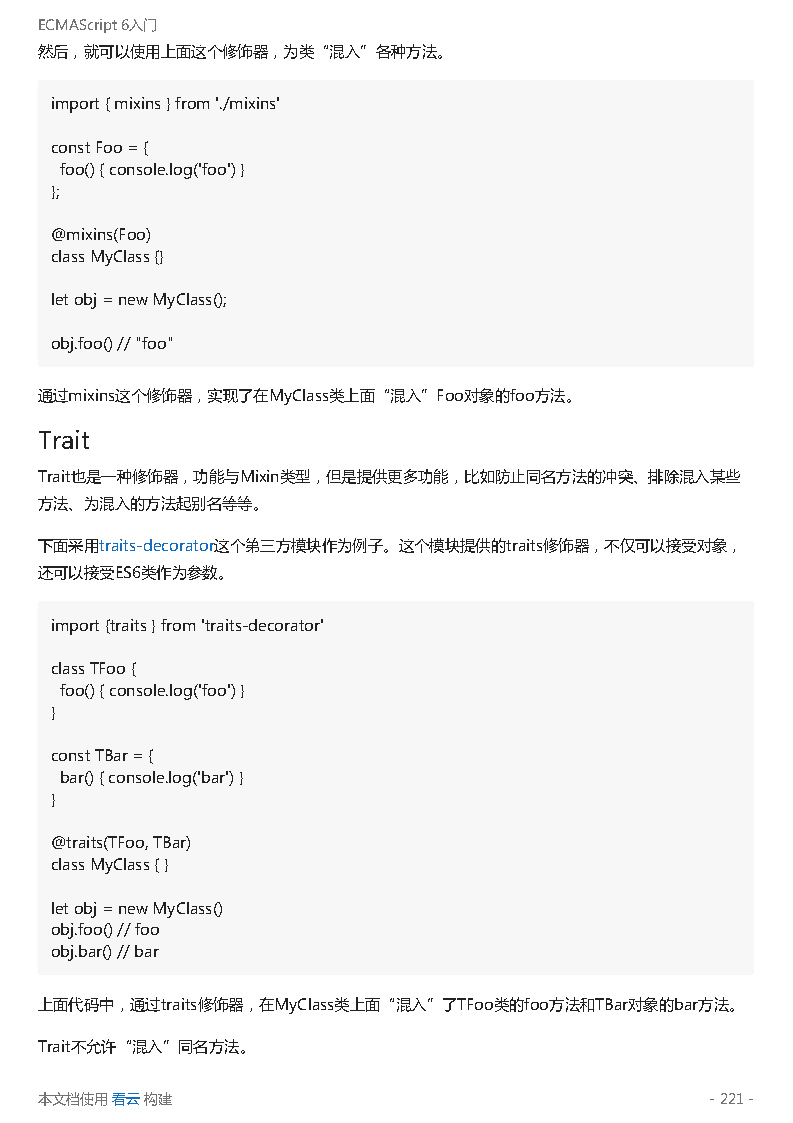 ECMAScript 6入门
然后，就可以使用上面这个修饰器，为类“混入”各种方法。
import { mixins } from './mixins'
const Foo = {
  foo() { console.log('foo') }
};
@mixins(Foo)
class MyClass {}
let obj = new MyClass();
obj.foo() // "foo"
通过mixins这个修饰器，实现了在MyClass类上面“混入”Foo对象的foo方法。
Trait
Trait也是一种修饰器，功能与Mixin类型，但是提供更多功能，比如防止同名方法的冲突、排除混入某些
方法、为混入的方法起别名等等。
下面采用traits-decorator这个第三方模块作为例子。这个模块提供的traits修饰器，不仅可以接受对象，
还可以接受ES6类作为参数。
import {traits } from 'traits-decorator'
class TFoo {
  foo() { console.log('foo') }
}
const TBar = {
  bar() { console.log('bar') }
}
@traits(TFoo, TBar)
class MyClass { }
let obj = new MyClass()
obj.foo() // foo
obj.bar() // bar
上面代码中，通过traits修饰器，在MyClass类上面“混入”了TFoo类的foo方法和TBar对象的bar方法。
Trait不允许“混入”同名方法。
本文档使用 看云 构建
- 221 -